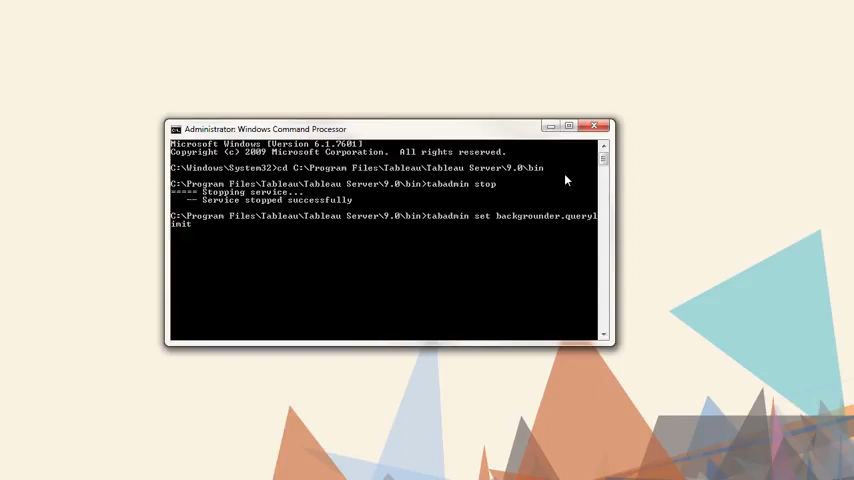 Administrator: Windows Command Processor
Microsoft Windows [Version 6.1.7601]
Copyright (c) 2009 Microsoft Corporation.  All rights reserved.
C:\Windows\System32>cd C:\Program Files\Tableau\Tableau Server\9.0\bin
C:\Program Files\Tableau\Tableau Server\9.0\bin>tabadmin stop
===== Stopping service...
-- Service stopped successfully
C:\Program Files\Tableau\Tableau Server\9.0\bin>tabadmin set backgrounder.queryl
imit